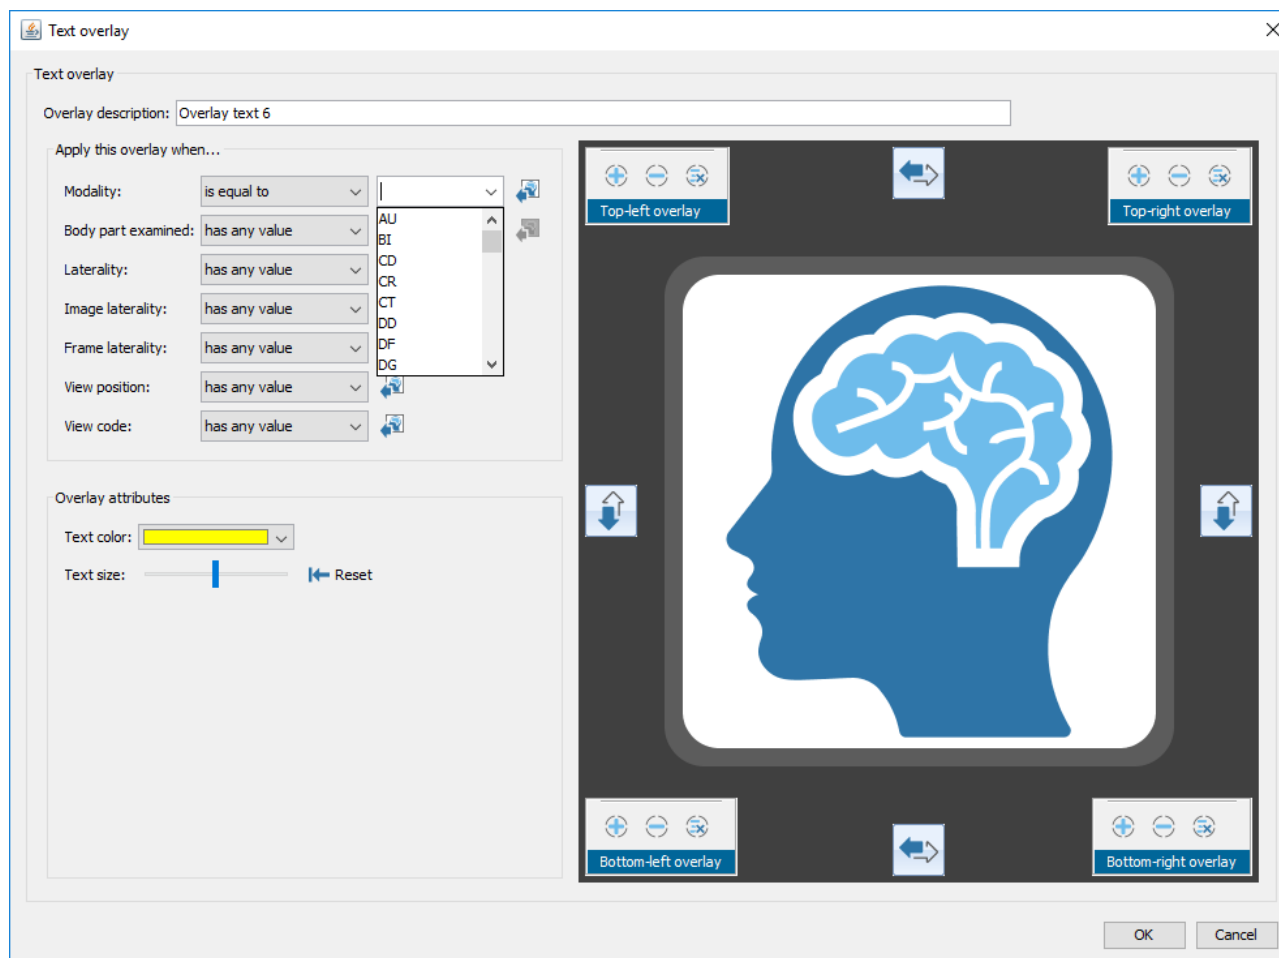 Text overlay
Text overlay
Overlay description: Overlay text 6
Apply this overlay when...
Modality: is equal to
AU
BI
CD
CR
CT
DD
DF
DG
Body part examined: has any value
Laterality: has any value
Image laterality: has any value
Frame laterality: has any value
View position: has any value
View code: has any value
Overlay attributes
Text color:
Text size: Reset
Top-left overlay
Top-right overlay
Bottom-left overlay
Bottom-right overlay
OK Cancel